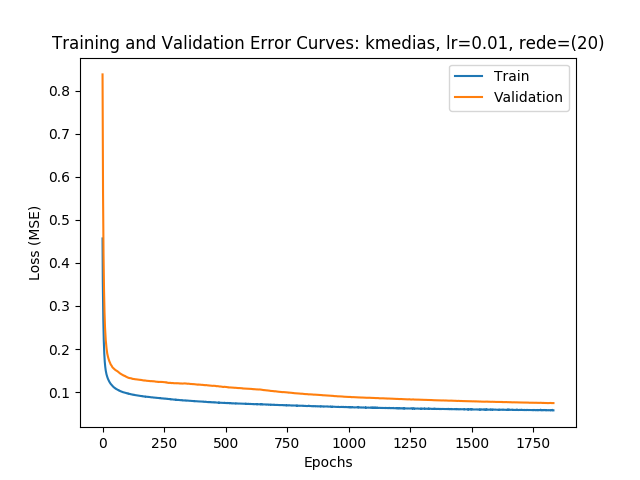 Training and Validation Error Curves: kmedias, lr=0.01, rede=(20)
Train
Validation
0.8
0.7
0.6
0.5
0.4
0.3
0.2
0.1
Loss (MSE)
0 250 500 750 1000 1250 1500 1750
Epochs